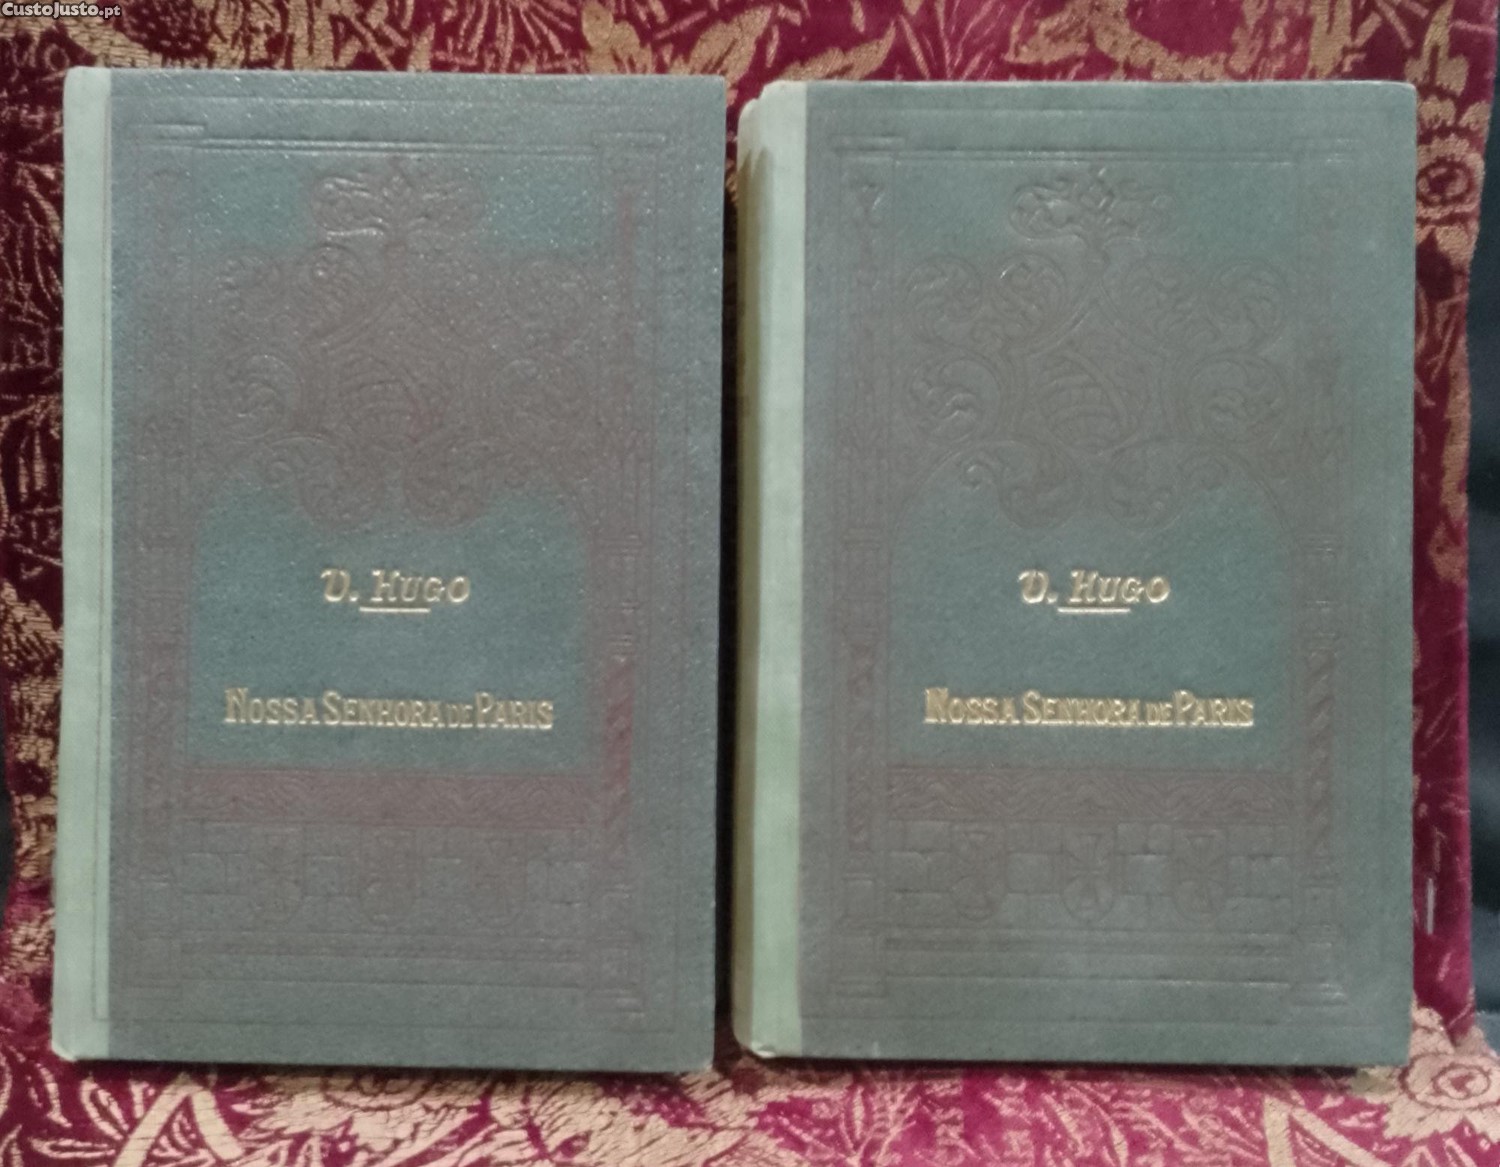 CustoJusto.pt
V. HUGO
NOSSA SENHORA DE PARIS
V. HUGO
NOSSA SENHORA DE PARIS